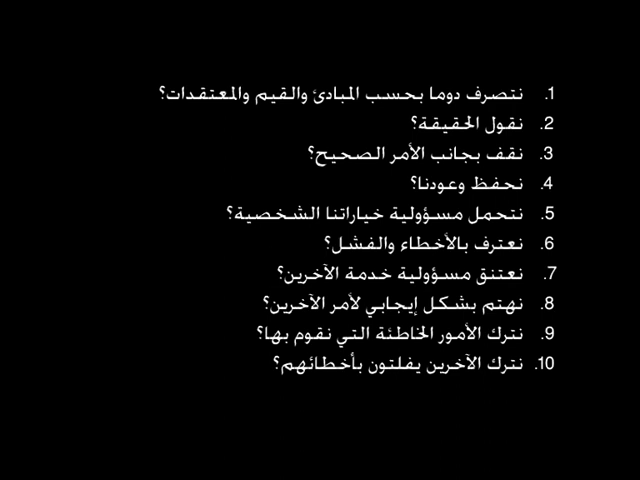 1. نتصرف دوما بحسب المبادئ والقيم والمعتقدات؟
2. نقول الحقيقة؟
3. نقف بجانب الأمر الصحيح؟
4. نحفظ وعودنا؟
5. نتحمل مسؤولية خياراتنا الشخصية؟
6. نعترف بالأخطاء والفشل؟
7. نعتنق مسؤولية خدمة الآخرين؟
8. نهتم بشكل إيجابي لأمر الآخرين؟
9. نترك الأمور الخاطئة التي نقوم بها؟
10. نترك الآخرين يفلتون بأخطائهم؟